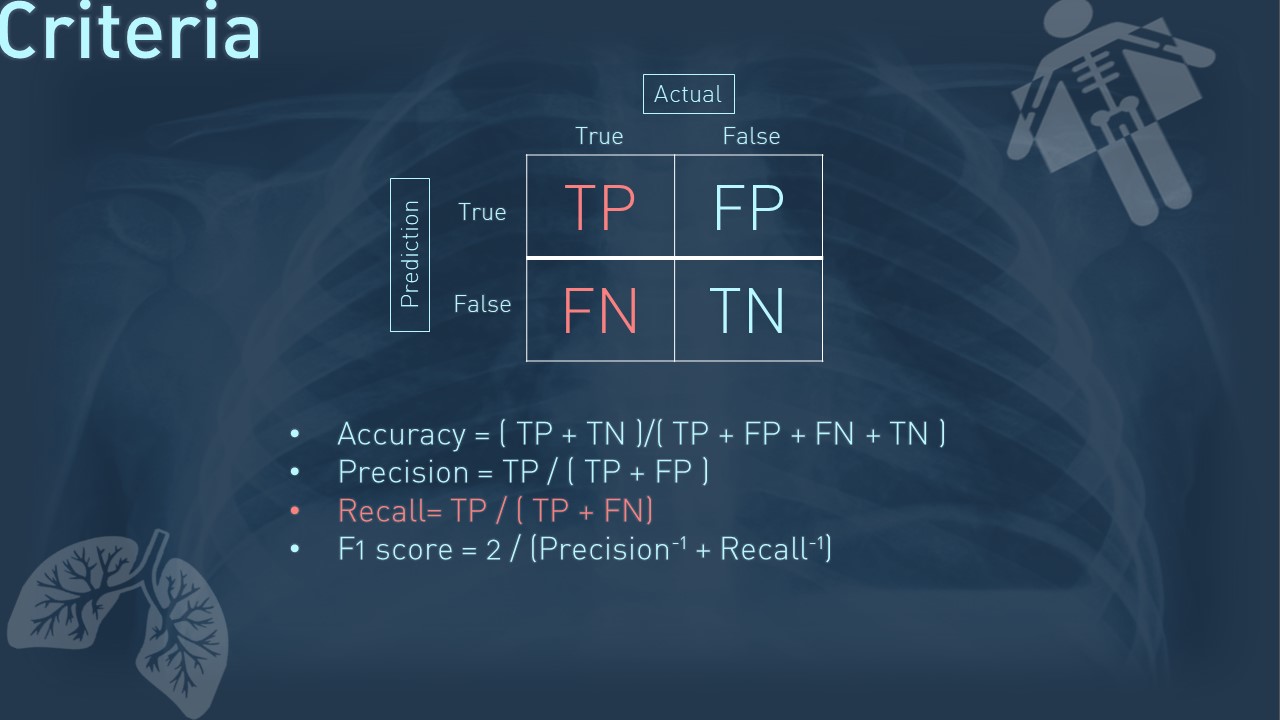 Criteria
Actual
True False
Prediction
True
TP FP
False
FN TN
• Accuracy = ( TP + TN )/( TP + FP + FN + TN )
• Precision = TP / ( TP + FP )
• Recall= TP / ( TP + FN)
• F1 score = 2 / (Precision⁻¹ + Recall⁻¹)